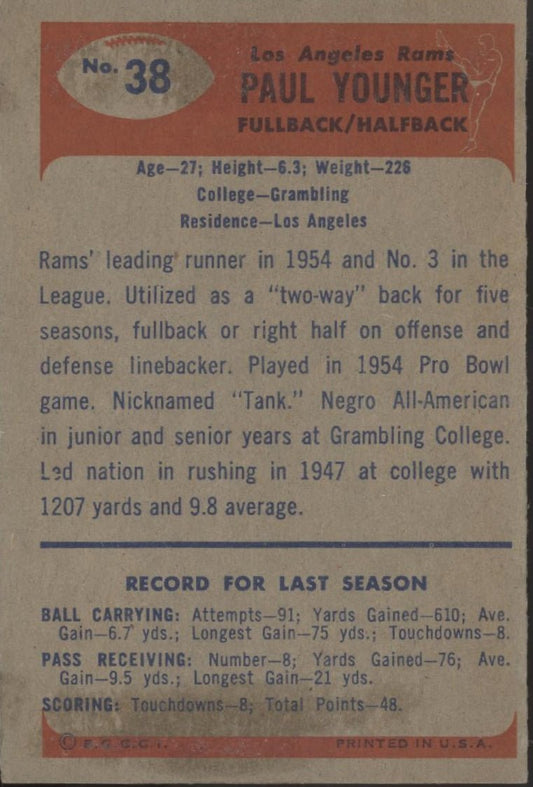 No. 38
Los Angeles Rams
PAUL YOUNGER
FULLBACK/HALFBACK
Age—27; Height—6.3; Weight—226
College—Grambling
Residence—Los Angeles
Rams' leading runner in 1954 and No. 3 in the
League. Utilized as a "two-way" back for five
seasons, fullback or right half on offense and
defense linebacker. Played in 1954 Pro Bowl
game. Nicknamed "Tank." Negro All-American
in junior and senior years at Grambling College.
Led nation in rushing in 1947 at college with
1207 yards and 9.8 average.
RECORD FOR LAST SEASON
BALL CARRYING: Attempts—91; Yards Gained—610; Ave.
Gain—6.7 yds.; Longest Gain—75 yds.; Touchdowns—8.
PASS RECEIVING: Number—8; Yards Gained—76; Ave.
Gain—9.5 yds.; Longest Gain—21 yds.
SCORING: Touchdowns—8; Total Points—48.
© B.G.C.I. PRINTED IN U.S.A.